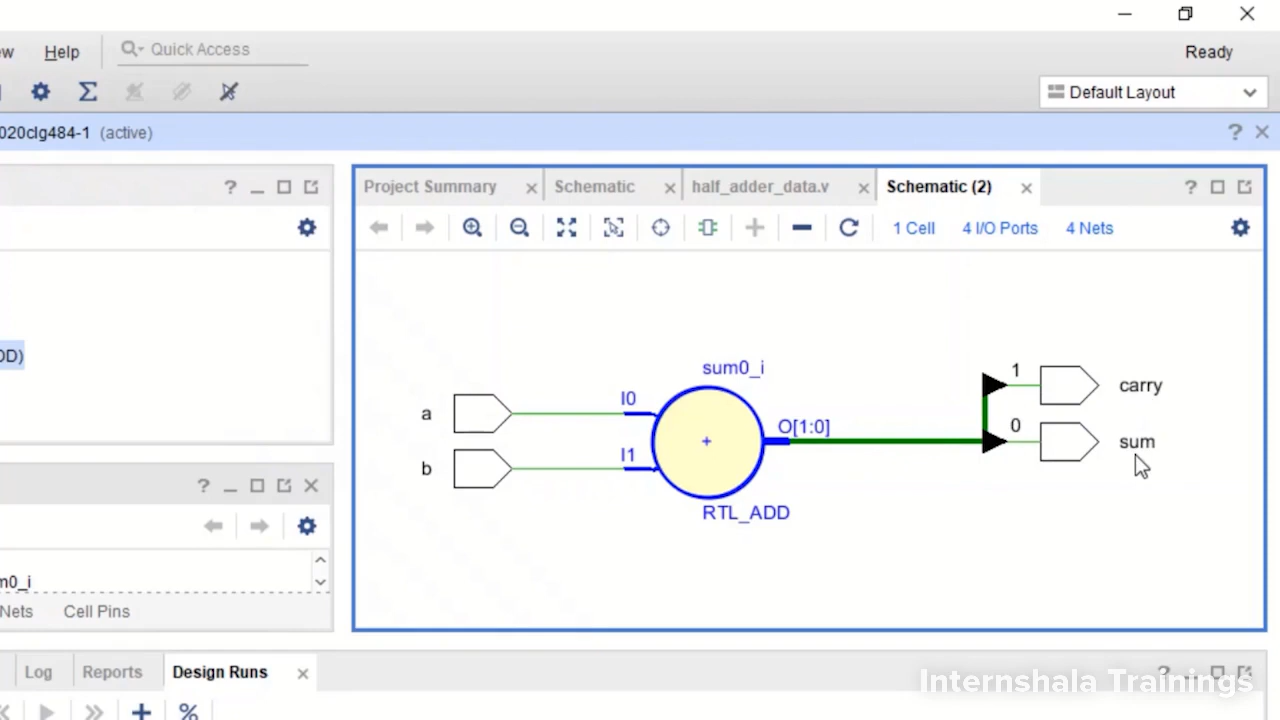 ew Help Quick Access Ready
Default Layout
020clg484-1 (active)
Project Summary Schematic half_adder_data.v Schematic (2)
1 Cell 4 I/O Ports 4 Nets
DD)
sum0_i
a I0 I1 b
+
O[1:0]
RTL_ADD
1 carry
0 sum
m0_i
Nets Cell Pins
Log Reports Design Runs
Internshala Trainings